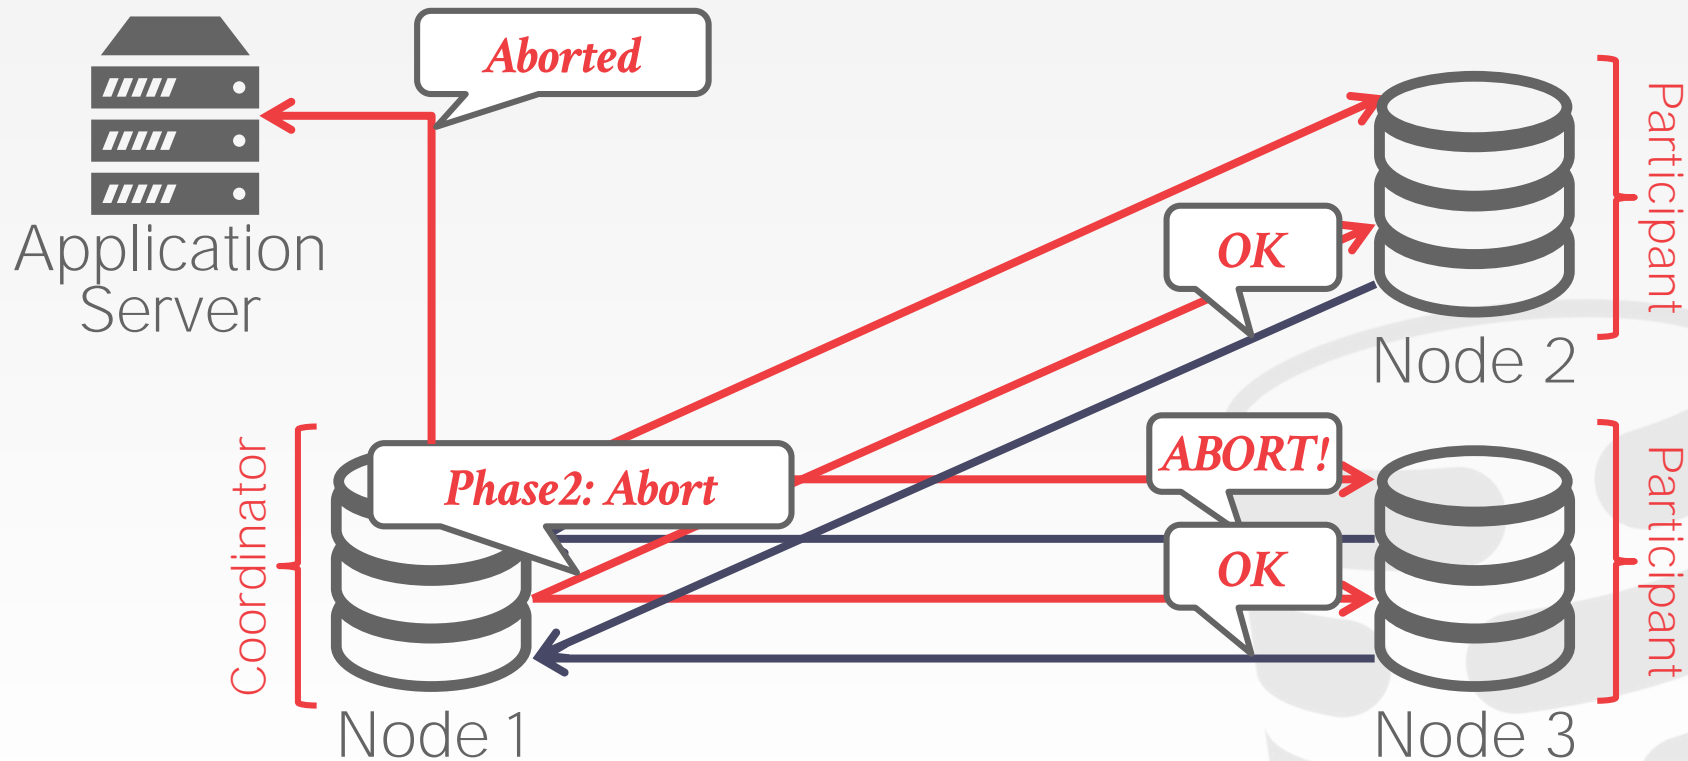 Aborted
Application
Server
Participant
OK
Node 2
Coordinator
Phase2: Abort
ABORT!
OK
Participant
Node 1
Node 3